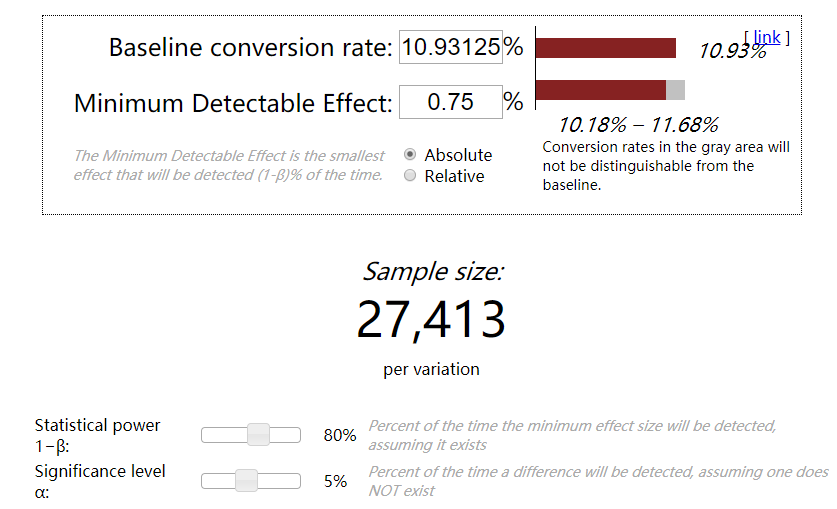 Baseline conversion rate: 10.93125%
[ link ]
10.93%
Minimum Detectable Effect: 0.75 %
10.18% – 11.68%
The Minimum Detectable Effect is the smallest
effect that will be detected (1-β)% of the time.
Absolute
Relative
Conversion rates in the gray area will
not be distinguishable from the
baseline.
Sample size:
27,413
per variation
Statistical power
1−β:
80%
Percent of the time the minimum effect size will be detected,
assuming it exists
Significance level
α:
5%
Percent of the time a difference will be detected, assuming one does
NOT exist